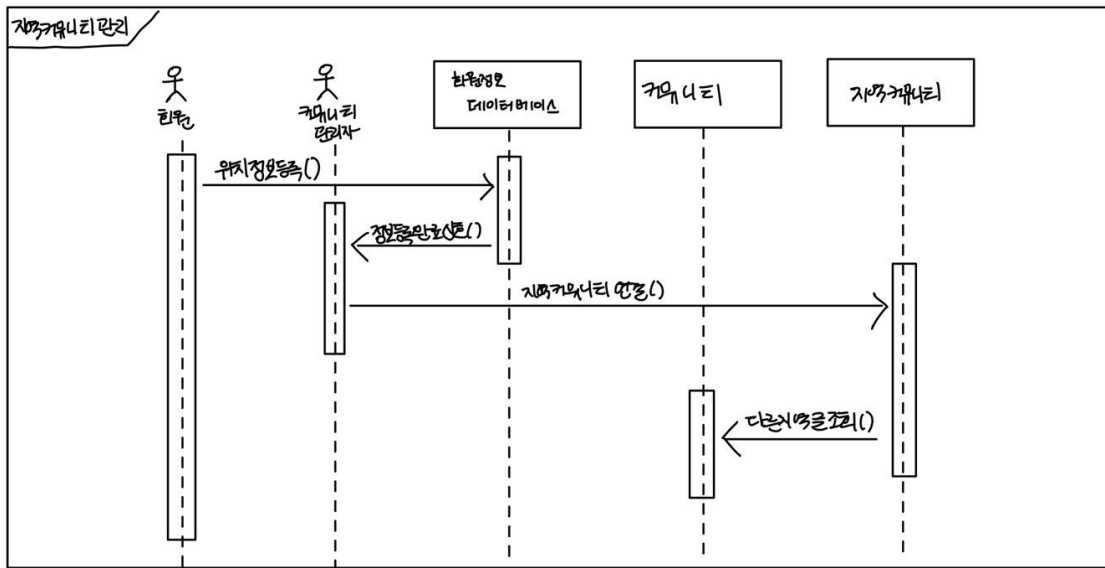 지역커뮤니티 관리
회원
커뮤니티
관리자
회원정보
데이터베이스
커뮤니티
지역커뮤니티
위치정보등록()
정보등록완료
지역커뮤니티 연결()
다른지역글조회()